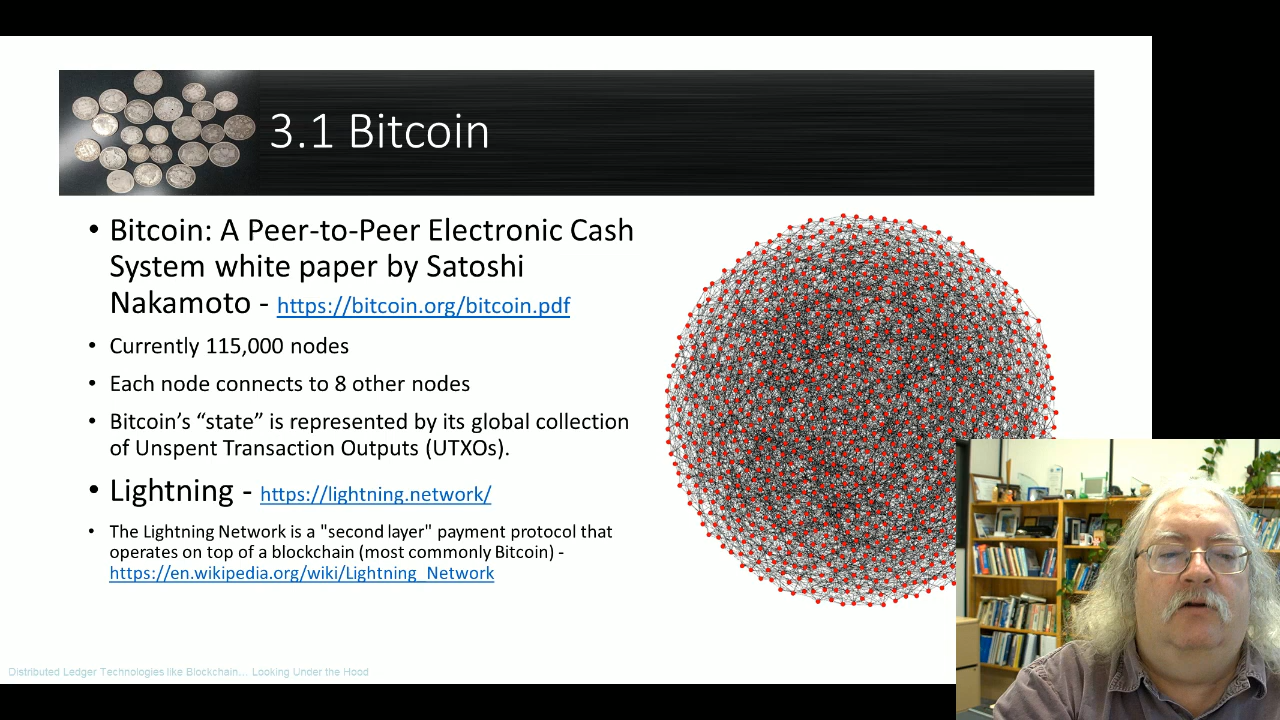 3.1 Bitcoin
• Bitcoin: A Peer-to-Peer Electronic Cash
System white paper by Satoshi
Nakamoto - https://bitcoin.org/bitcoin.pdf
• Currently 115,000 nodes
• Each node connects to 8 other nodes
• Bitcoin’s “state” is represented by its global collection
of Unspent Transaction Outputs (UTXOs).
• Lightning - https://lightning.network/
• The Lightning Network is a "second layer" payment protocol that
operates on top of a blockchain (most commonly Bitcoin) -
https://en.wikipedia.org/wiki/Lightning_Network
Distributed Ledger Technologies like Blockchain... Looking Under the Hood